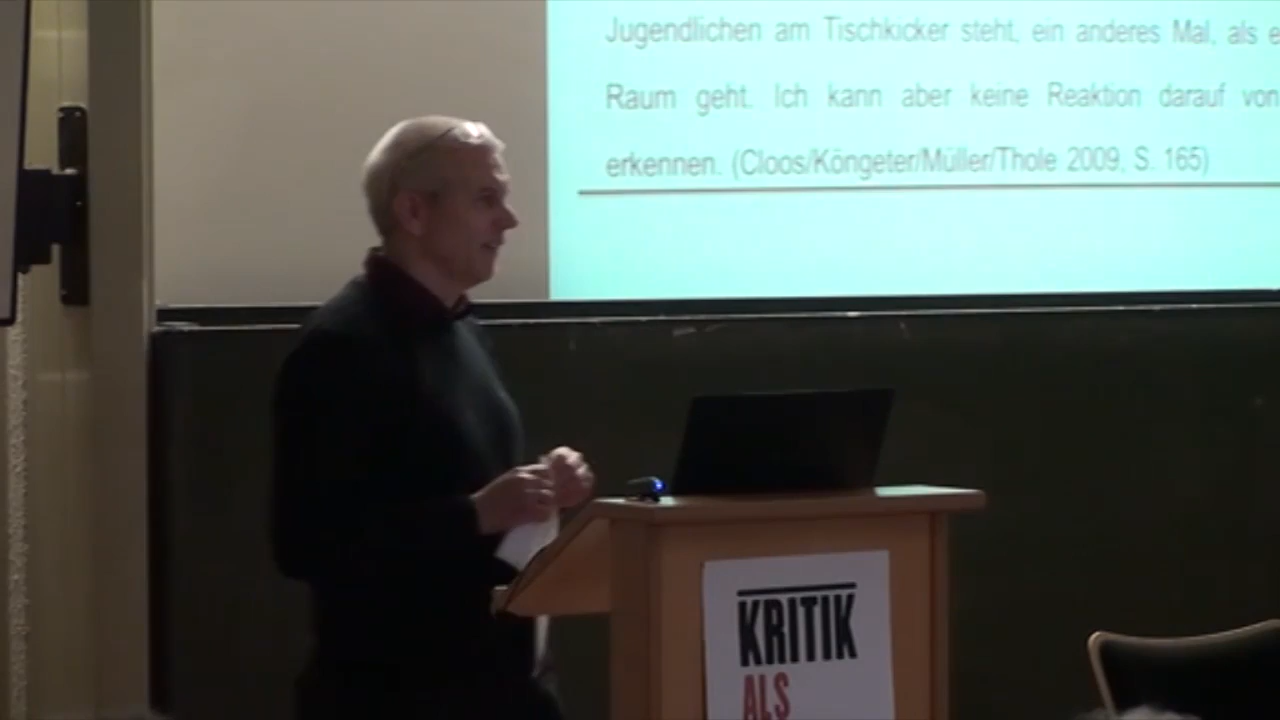 Jugendlichen am Tischkicker steht, ein anderes Mal, als e
Raum geht. Ich kann aber keine Reaktion darauf von
erkennen. (Cloos/Köngeter/Müller/Thole 2009, S. 165)
KRITIK
ALS